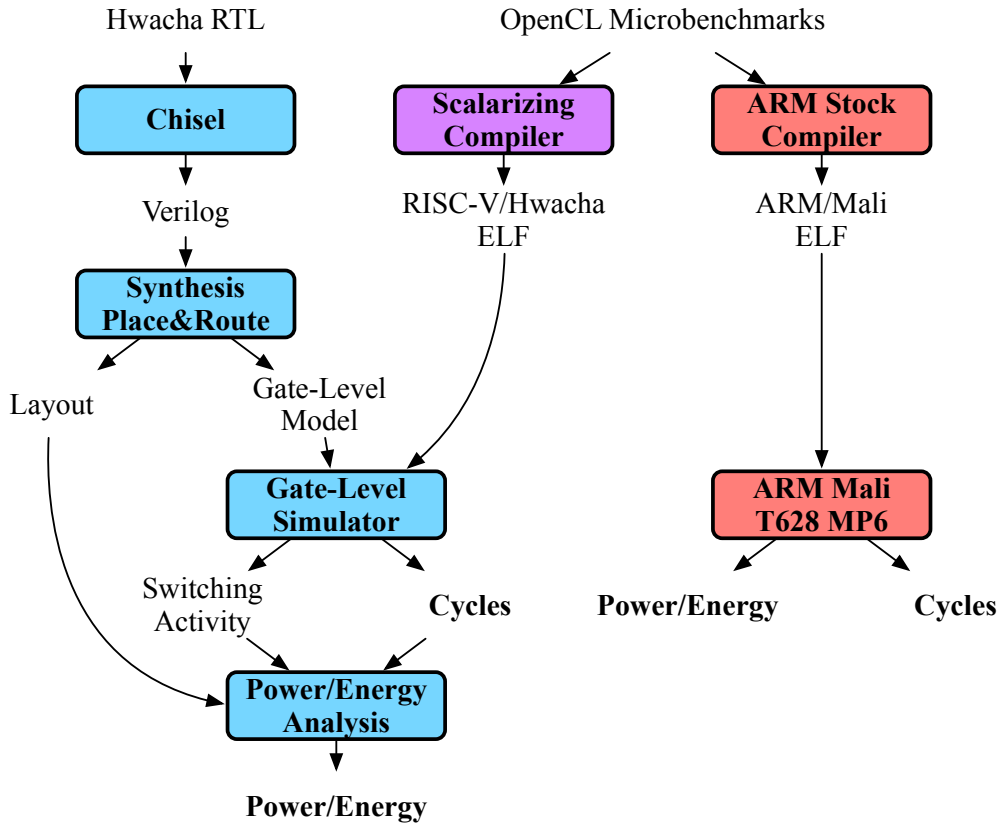 Hwacha RTL
OpenCL Microbenchmarks
Chisel
Scalarizing
Compiler
ARM Stock
Compiler
Verilog
RISC-V/Hwacha
ELF
ARM/Mali
ELF
Synthesis
Place&Route
Layout
Gate-Level
Model
Gate-Level
Simulator
ARM Mali
T628 MP6
Switching
Activity
Cycles
Power/Energy
Cycles
Power/Energy
Analysis
Power/Energy